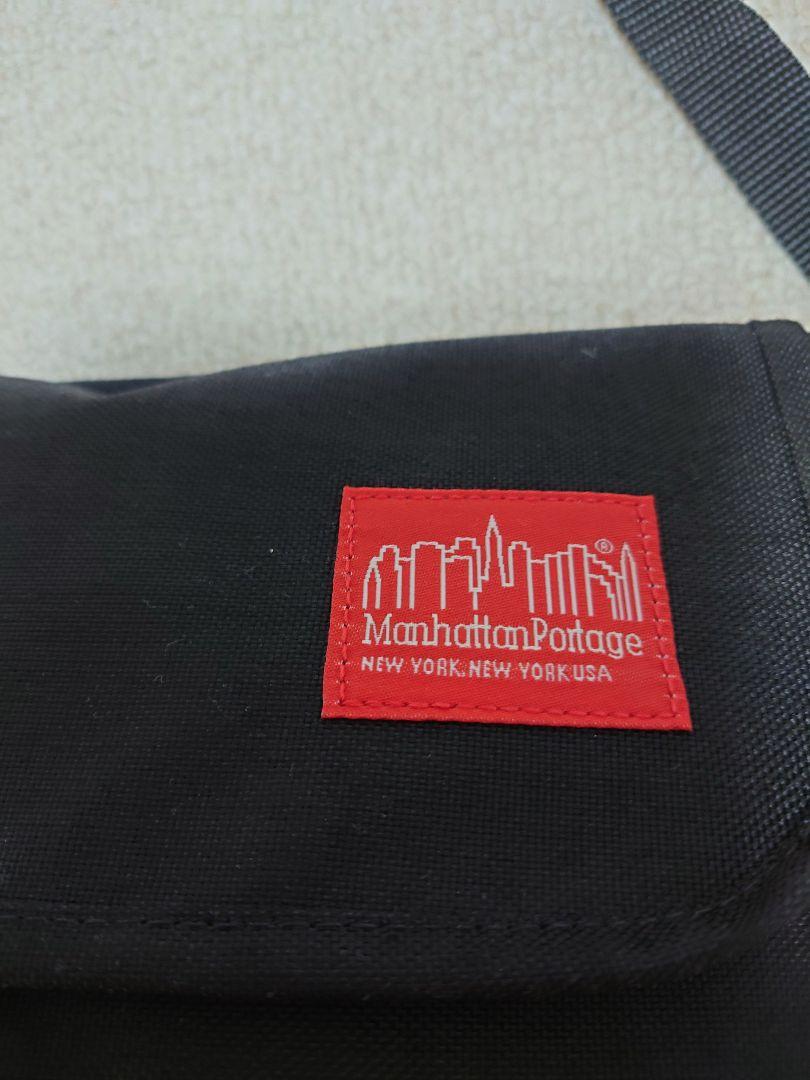 ®
ManhattanPortage
NEW YORK, NEW YORK USA